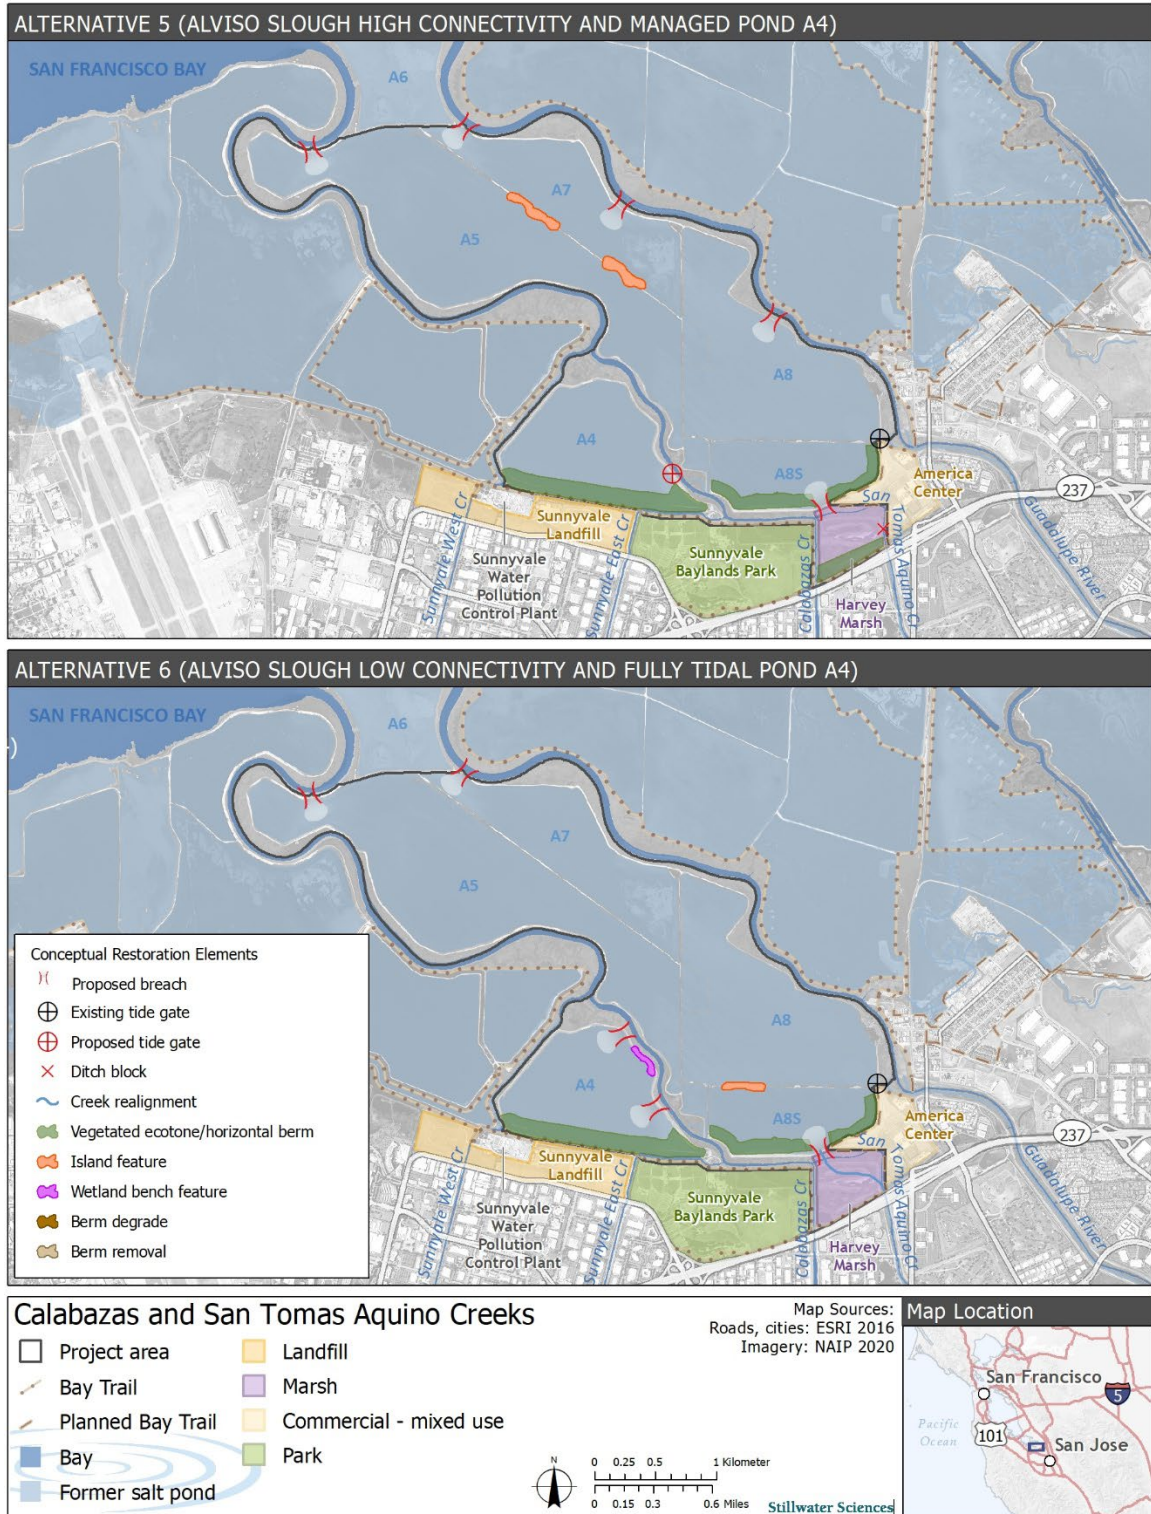 ALTERNATIVE 5 (ALVISO SLOUGH HIGH CONNECTIVITY AND MANAGED POND A4)
SAN FRANCISCO BAY
A6
A7
A5
A8
A4
A8S
San Tomas Aquino Cr
America
Center
237
Guadalupe River
Sunnyvale
Landfill
Sunnyvale West Cr
Sunnyvale East Cr
Sunnyvale
Water
Pollution
Control Plant
Sunnyvale
Baylands Park
Calabazas Cr
Harvey
Marsh
ALTERNATIVE 6 (ALVISO SLOUGH LOW CONNECTIVITY AND FULLY TIDAL POND A4)
SAN FRANCISCO BAY
-)
A6
A7
A5
A8
A4
A8S
San Tomas Aquino Cr
America
Center
237
Guadalupe River
Sunnyvale
Landfill
Sunnyvale West Cr
Sunnyvale East Cr
Sunnyvale
Water
Pollution
Control Plant
Sunnyvale
Baylands Park
Calabazas Cr
Harvey
Marsh
Conceptual Restoration Elements
Proposed breach
Existing tide gate
Proposed tide gate
Ditch block
Creek realignment
Vegetated ecotone/horizontal berm
Island feature
Wetland bench feature
Berm degrade
Berm removal
Calabazas and San Tomas Aquino Creeks
Project area
Bay Trail
Planned Bay Trail
Bay
Former salt pond
Landfill
Marsh
Commercial - mixed use
Park
Map Sources:
Roads, cities: ESRI 2016
Imagery: NAIP 2020
N
0 0.25 0.5 1 Kilometer
0 0.15 0.3 0.6 Miles
Stillwater Sciences
Map Location
San Francisco
5
Pacific
Ocean
101
San Jose